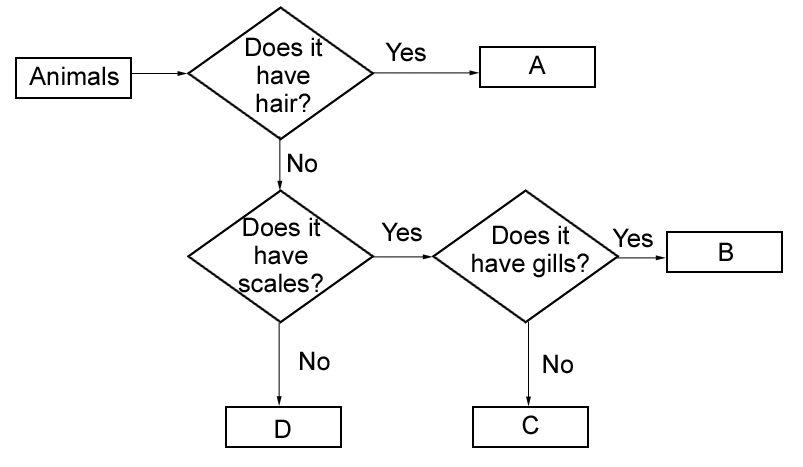 Animals
Does it
have
hair?
Yes
A
No
Does it
have
scales?
Yes
Does it
have gills?
Yes
B
No
D
No
C